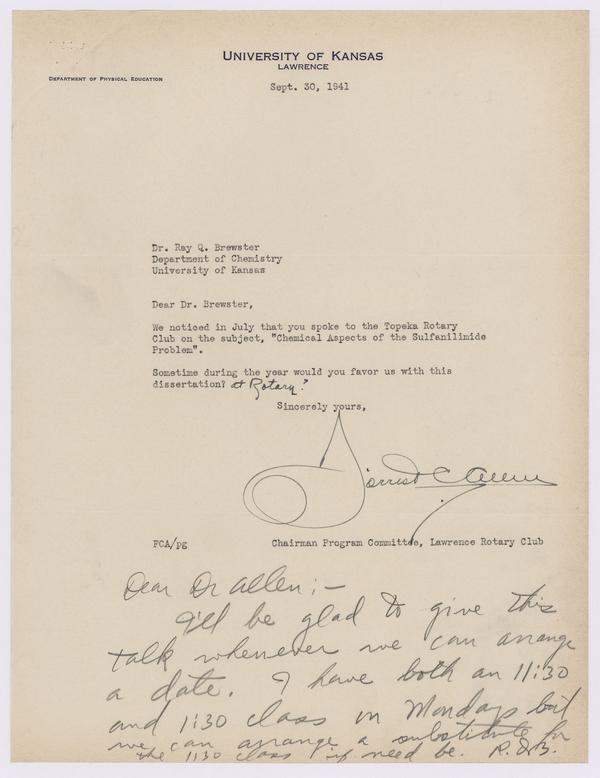 University of Kansas
Lawrence
Department of Physical Education
Sept. 30, 1941
Dr. Ray Q. Brewster
Department of Chemistry
University of Kansas
Dear Dr. Brewster,
We noticed in July that you spoke to the Topeka Rotary
Club on the subject, "Chemical Aspects of the Sulfanilimide
Problem".
Sometime during the year would you favor us with this
dissertation? at Rotary?
Sincerely yours,
Forrest C Allen
FCA/pg
Chairman Program Committee, Lawrence Rotary Club
Dear Dr Allen:-
I'll be glad to give this
talk whenever we can arrange
a date. I have both an 11:30
and 1:30 class on Mondays but
we can arrange a substitute for
the 1130 class if need be. R.Q.B.